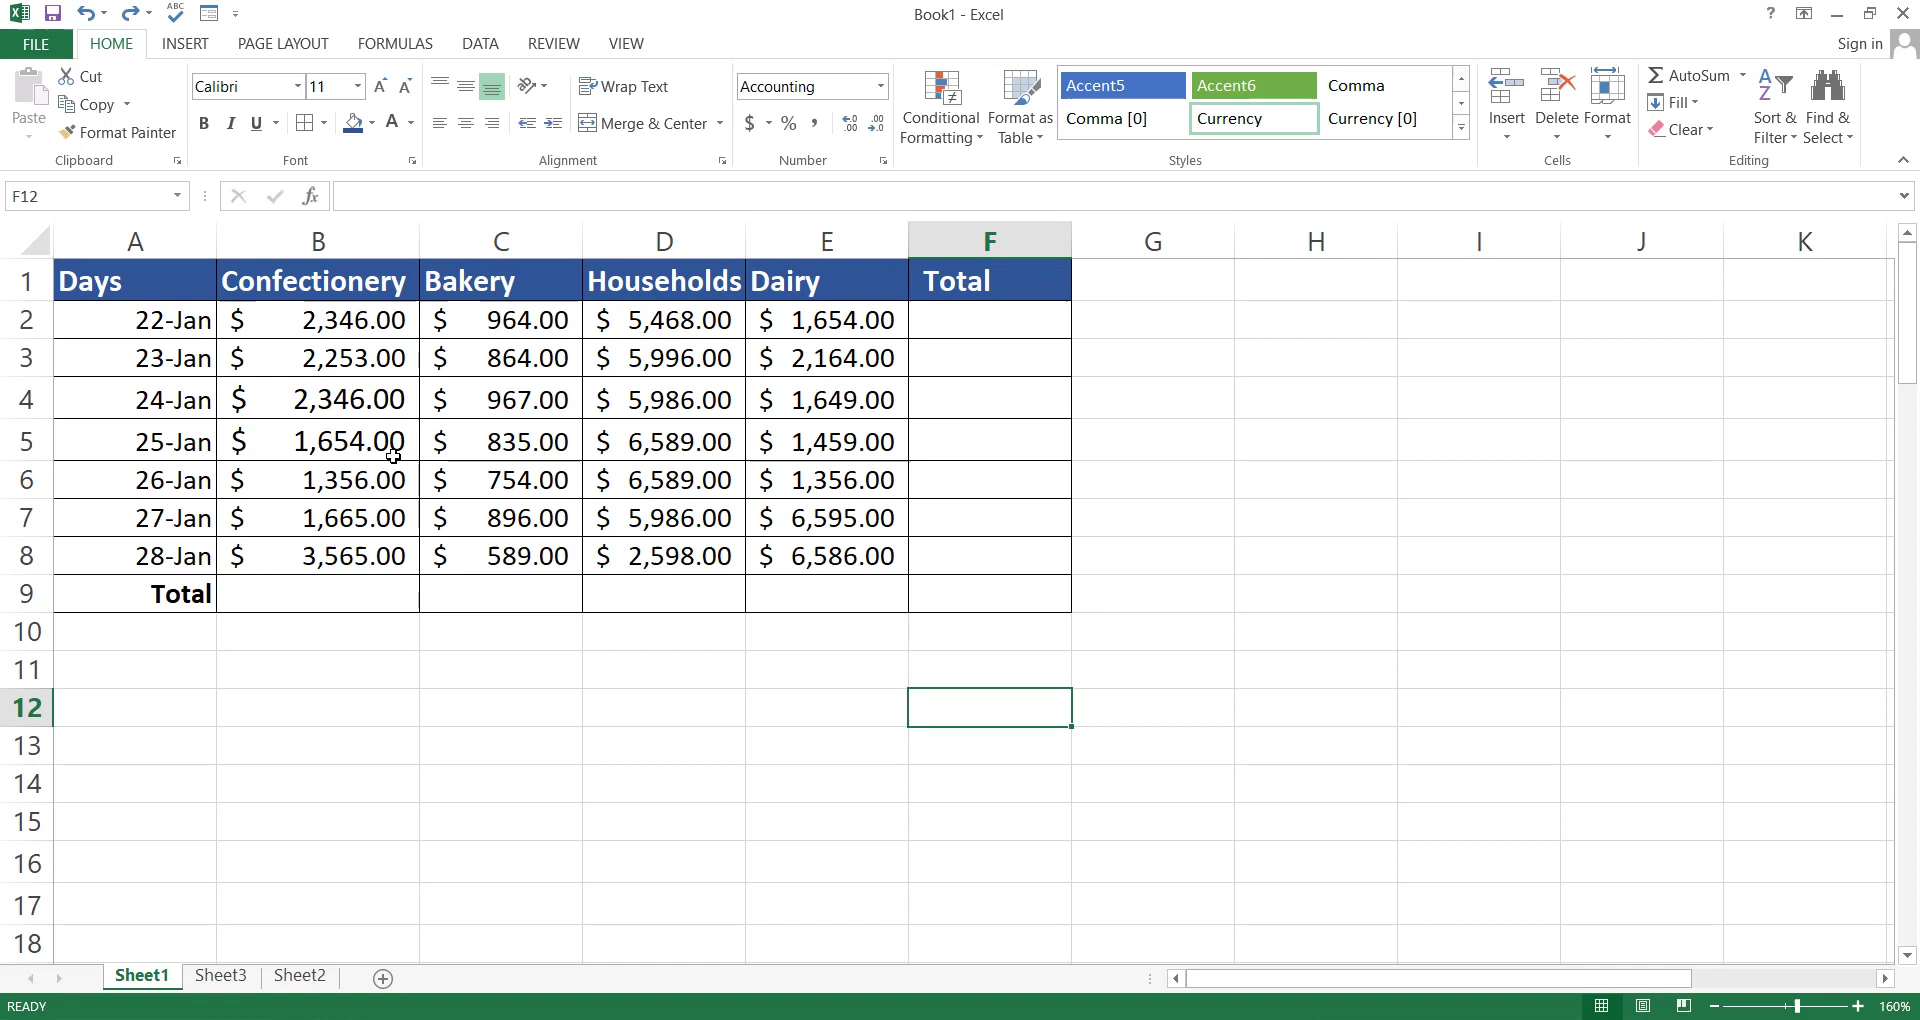 Book1 - Excel
?
Sign in
FILE HOME INSERT PAGE LAYOUT FORMULAS DATA REVIEW VIEW
Paste
Cut
Copy
Format Painter
Clipboard
Calibri 11
B I U
Font
Wrap Text
Merge & Center
Alignment
Accounting
$ % ,
Number
Conditional Formatting
Format as Table
Accent5 Accent6 Comma
Comma [0] Currency Currency [0]
Styles
Insert Delete Format
Cells
AutoSum
Fill
Clear
Sort & Filter
Find & Select
Editing
F12
fx
A B C D E F G H I J K
1 Days Confectionery Bakery Households Dairy Total
2 22-Jan $ 2,346.00 $ 964.00 $ 5,468.00 $ 1,654.00
3 23-Jan $ 2,253.00 $ 864.00 $ 5,996.00 $ 2,164.00
4 24-Jan $ 2,346.00 $ 967.00 $ 5,986.00 $ 1,649.00
5 25-Jan $ 1,654.00 $ 835.00 $ 6,589.00 $ 1,459.00
6 26-Jan $ 1,356.00 $ 754.00 $ 6,589.00 $ 1,356.00
7 27-Jan $ 1,665.00 $ 896.00 $ 5,986.00 $ 6,595.00
8 28-Jan $ 3,565.00 $ 589.00 $ 2,598.00 $ 6,586.00
9 Total
10
11
12
13
14
15
16
17
18
Sheet1 Sheet3 Sheet2
READY
160%